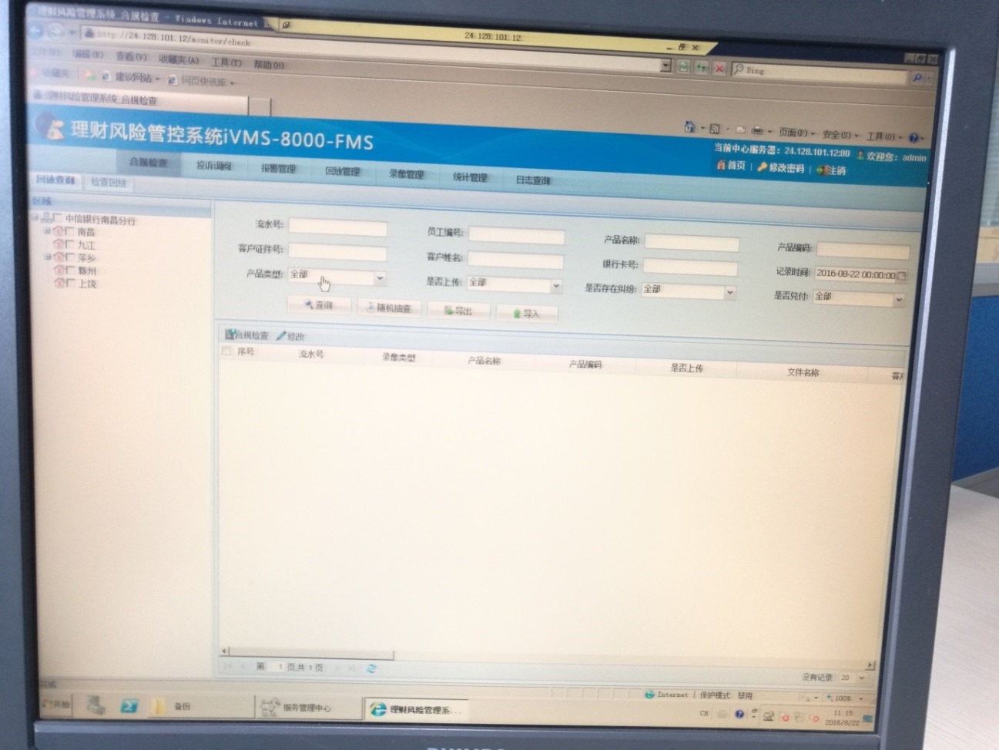 理财风险管理系统_合规检查 - Windows Internet
24.128.101.12
http://24.128.101.12/monitor/check
Bing
编辑(E) 查看(V) 收藏夹(A) 工具(T) 帮助(H)
收藏夹 建议网站 网页快讯库
理财风险管理系统_合规检查
页面(P) 安全(S) 工具(O)
理财风险管控系统iVMS-8000-FMS
当前中心服务器：24.128.101.12:80 欢迎您：admin
首页 | 修改密码 | 注销
合规检查 投诉调阅 报警管理 回放管理 录像管理 统计管理 日志查询
回放查询 检查回放
区域
中信银行南昌分行
南昌
九江
萍乡
赣州
上饶
流水号: 员工编号: 产品名称: 产品编码:
客户证件号: 客户姓名: 银行卡号: 记录时间: 2016-08-22 00:00:00
产品类型: 全部 是否上传: 全部 是否存在纠纷: 全部 是否兑付: 全部
查询 随机抽查 导出 导入
合规检查 修改
序号 流水号 录像类型 产品名称 产品编码 是否上传 文件名称
第 1 页,共 1 页
没有记录 20
完成
Internet | 保护模式: 禁用
100%
开始 备份 服务管理中心 理财风险管理系...
CH
11:15
2016/8/22